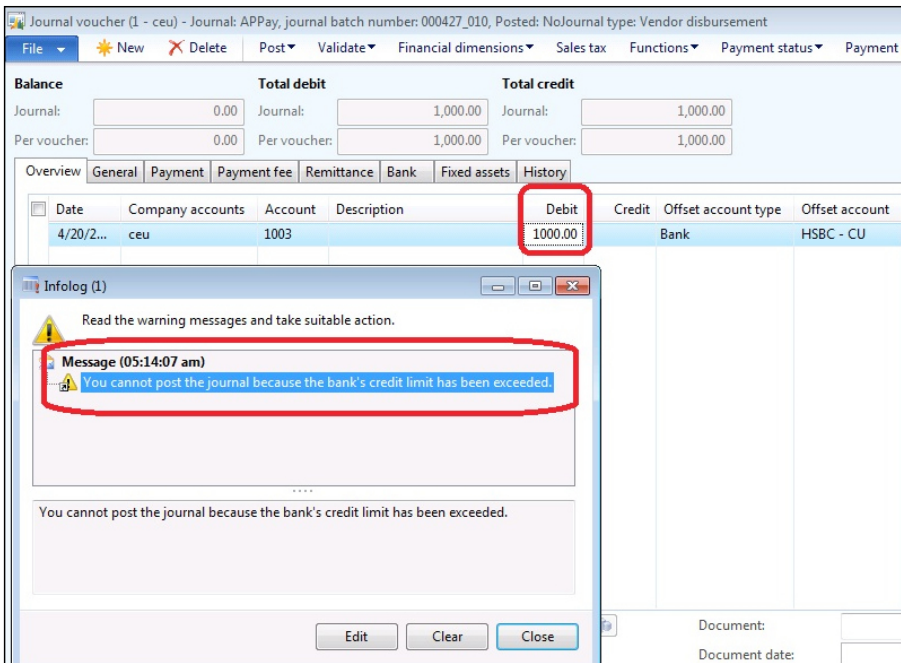 Journal voucher (1 - ceu) - Journal: APPay, journal batch number: 000427_010, Posted: NoJournal type: Vendor disbursement
File New Delete Post Validate Financial dimensions Sales tax Functions Payment status Payment
Balance Total debit Total credit
Journal: 0.00 Journal: 1,000.00 Journal: 1,000.00
Per voucher: 0.00 Per voucher: 1,000.00 Per voucher: 1,000.00
Overview General Payment Payment fee Remittance Bank Fixed assets History
Date Company accounts Account Description Debit Credit Offset account type Offset account
4/20/2... ceu 1003 1000.00 Bank HSBC - CU
Infolog (1)
Read the warning messages and take suitable action.
Message (05:14:07 am)
You cannot post the journal because the bank's credit limit has been exceeded.
You cannot post the journal because the bank's credit limit has been exceeded.
Edit Clear Close
Document:
Document date: